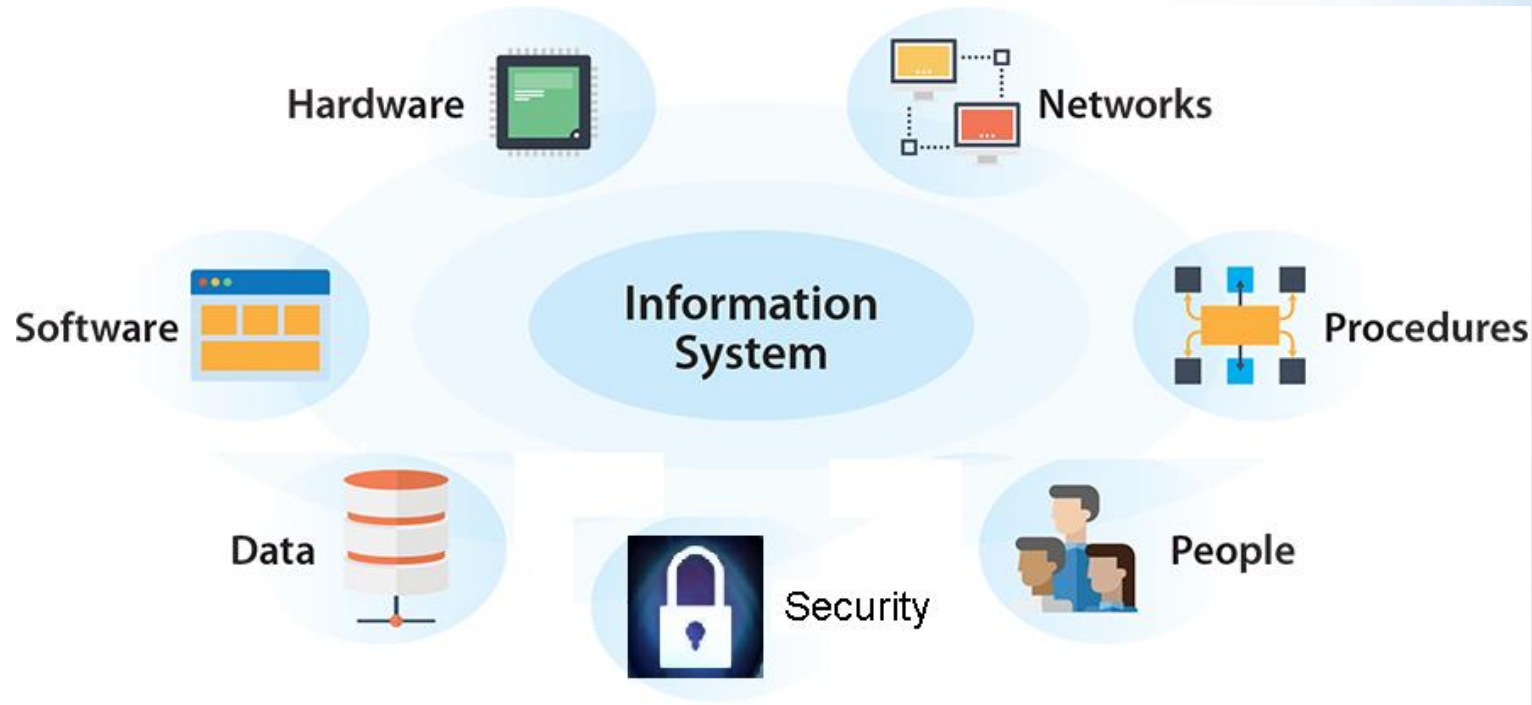 Hardware
Networks
Software
Information
System
Procedures
Data
People
Security